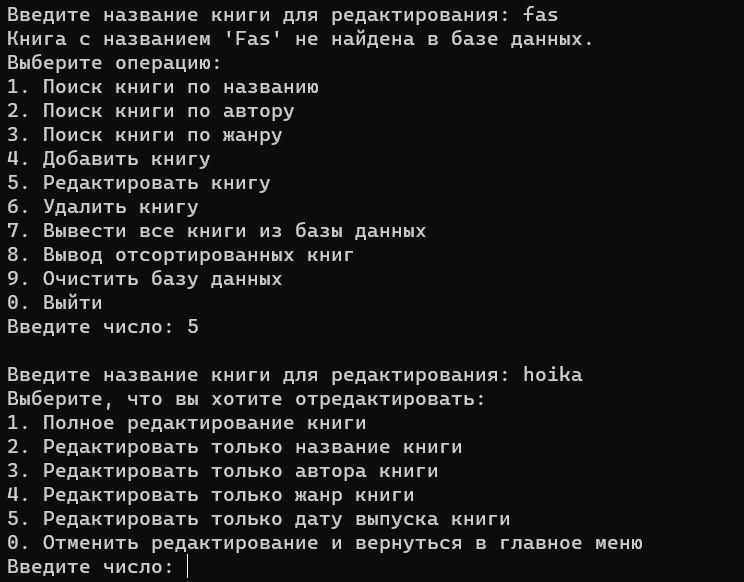 Введите название книги для редактирования: fas
Книга с названием 'Fas' не найдена в базе данных.
Выберите операцию:
1. Поиск книги по названию
2. Поиск книги по автору
3. Поиск книги по жанру
4. Добавить книгу
5. Редактировать книгу
6. Удалить книгу
7. Вывести все книги из базы данных
8. Вывод отсортированных книг
9. Очистить базу данных
0. Выйти
Введите число: 5
Введите название книги для редактирования: hoika
Выберите, что вы хотите отредактировать:
1. Полное редактирование книги
2. Редактировать только название книги
3. Редактировать только автора книги
4. Редактировать только жанр книги
5. Редактировать только дату выпуска книги
0. Отменить редактирование и вернуться в главное меню
Введите число: